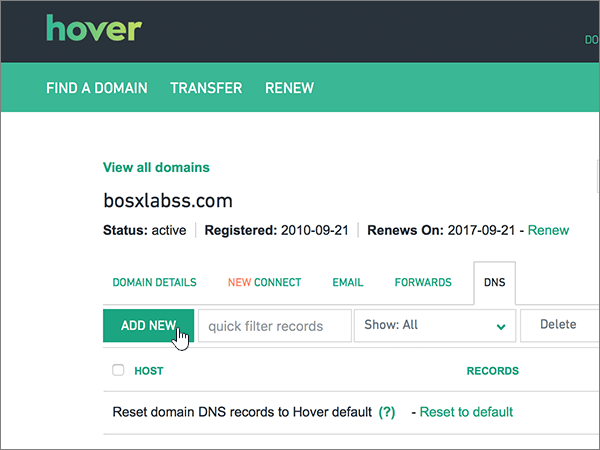 hover
DO
FIND A DOMAIN TRANSFER RENEW
View all domains
bosxlabss.com
Status: active Registered: 2010-09-21 Renews On: 2017-09-21 - Renew
DOMAIN DETAILS NEW CONNECT EMAIL FORWARDS DNS
ADD NEW quick filter records Show: All Delete
HOST RECORDS
Reset domain DNS records to Hover default (?) - Reset to default